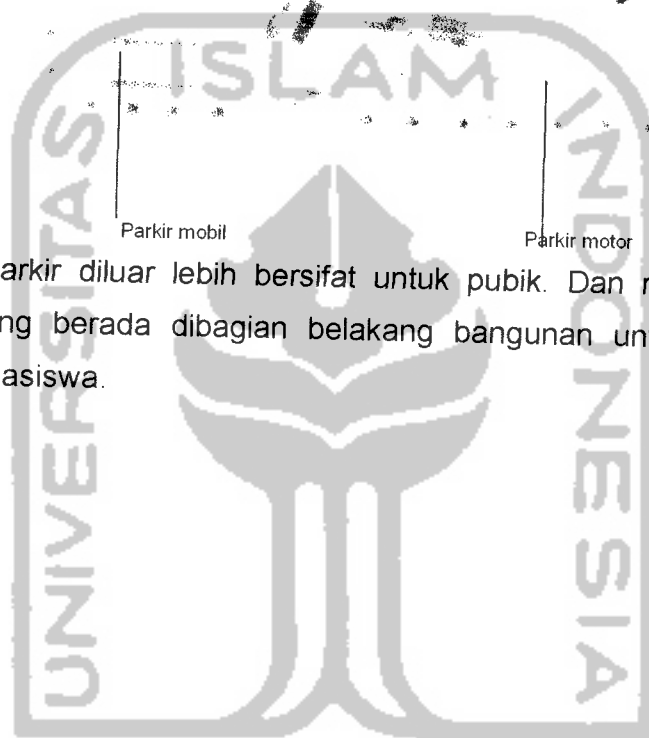 ISLAM
UNIVERSITAS
INDONESIA
Parkir mobil
Parkir motor
arkir diluar lebih bersifat untuk pubik. Dan
ng berada dibagian belakang bangunan un
asiswa.